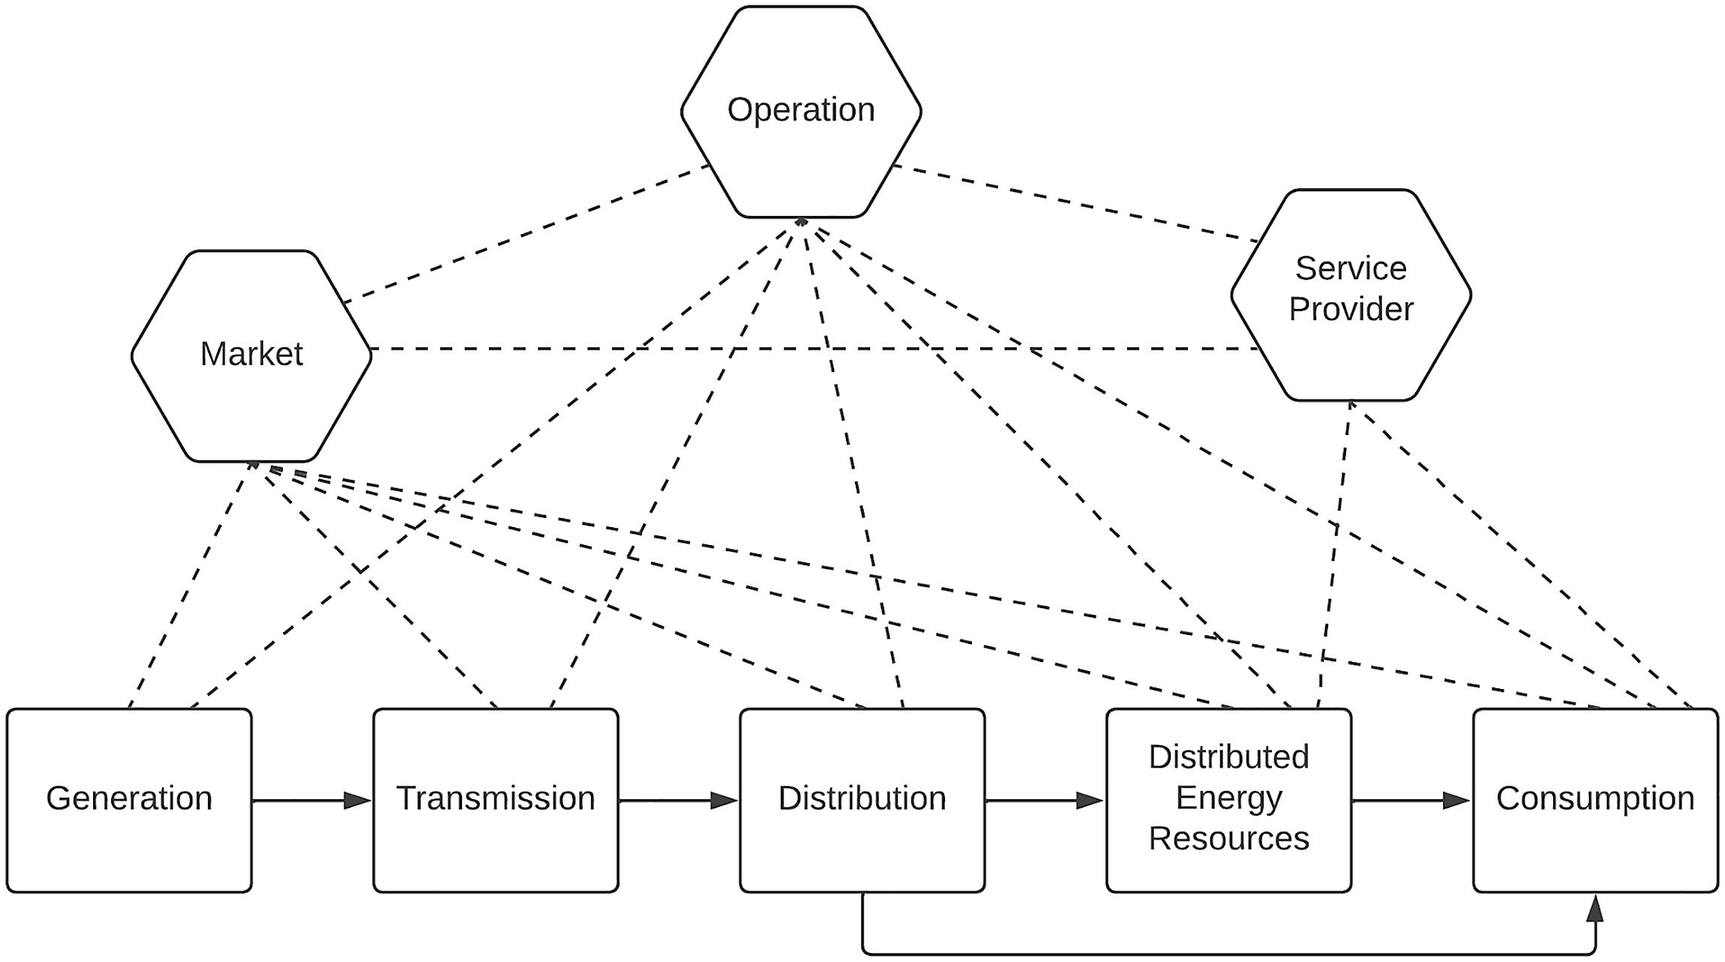 Operation
Service
Provider
Market
Generation
Transmission
Distribution
Distributed
Energy
Resources
Consumption